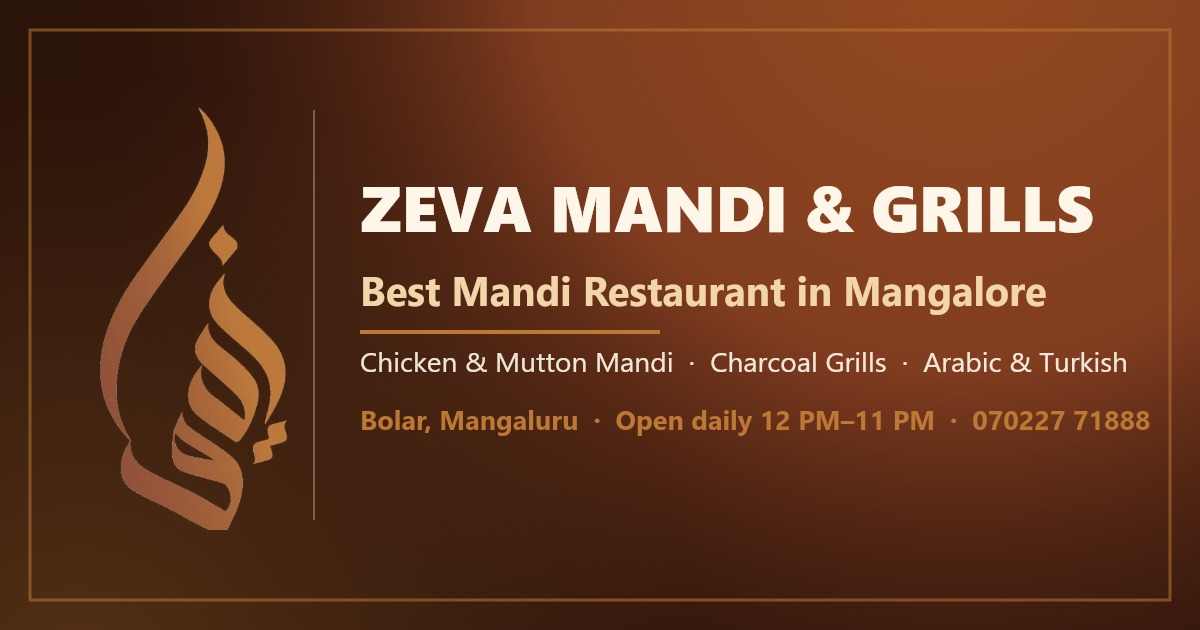 ZEVA MANDI & GRILLS
Best Mandi Restaurant in Mangalore
Chicken & Mutton Mandi · Charcoal Grills · Arabic & Turkish
Bolar, Mangaluru · Open daily 12 PM–11 PM · 070227 71888